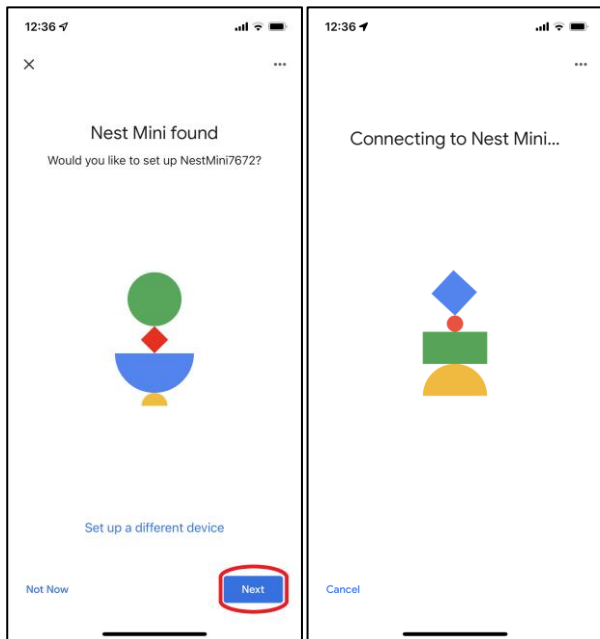 12:36
Nest Mini found
Would you like to set up NestMini7672?
Set up a different device
Not Now
Next
12:36
Connecting to Nest Mini...
Cancel